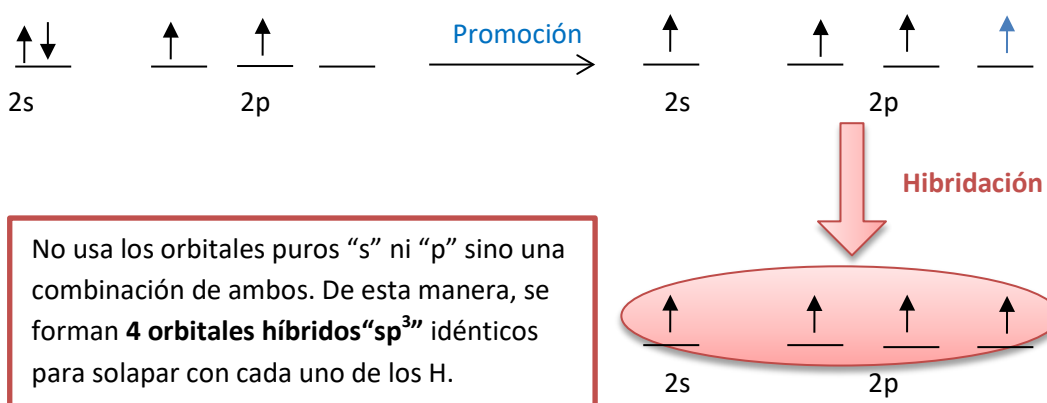 Promoción
2s 2p 2s 2p
Hibridación
No usa los orbitales puros “s” ni “p” sino una
combinación de ambos. De esta manera, se
forman 4 orbitales híbridos“sp³” idénticos
para solapar con cada uno de los H.
2s 2p